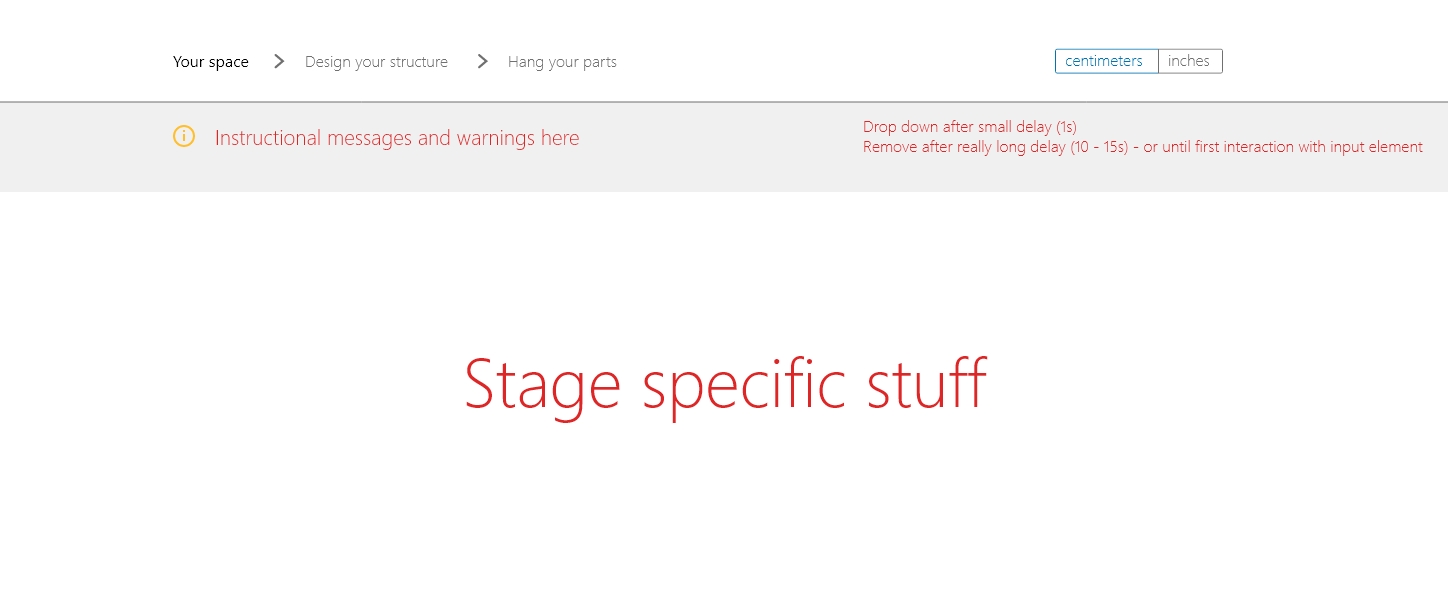 Your space
Design your structure
Hang your parts
centimeters
inches
Instructional messages and warnings here
Drop down after small delay (1s)
Remove after really long delay (10 - 15s) - or until first interaction with input element
Stage specific stuff